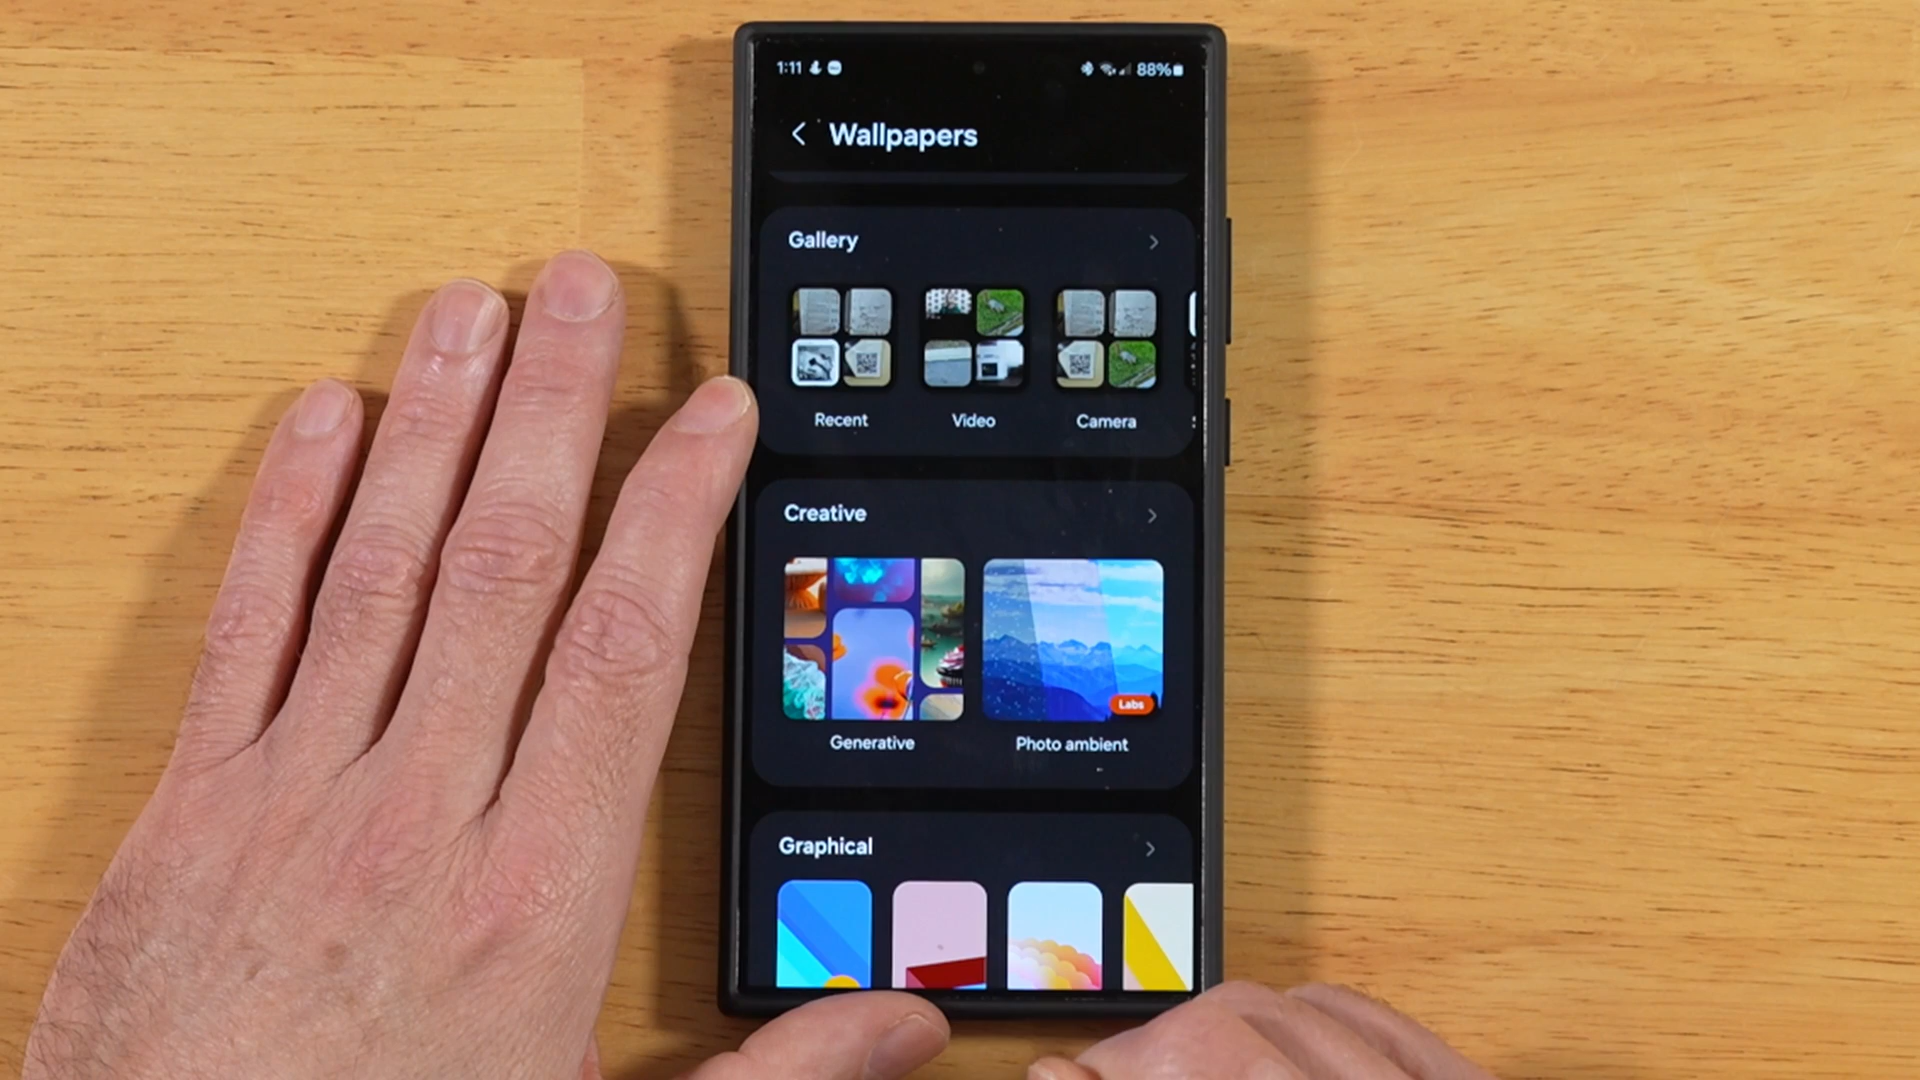 1:11 88%
Wallpapers
Gallery
Recent Video Camera
Creative
Labs
Generative Photo ambient
Graphical